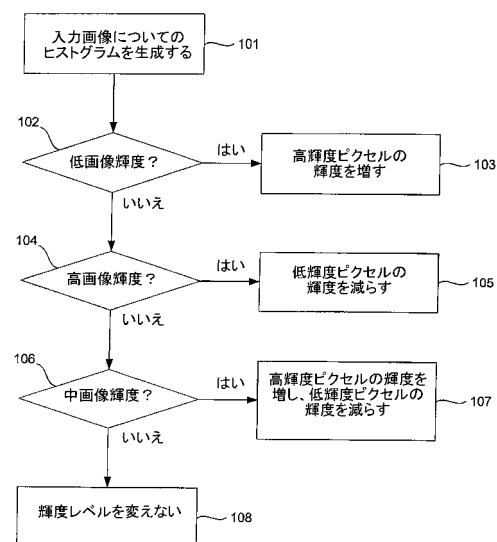 入力画像についての
ヒストグラムを生成する
101
102
低画像輝度?
はい
高輝度ピクセルの
輝度を増す
103
いいえ
104
高画像輝度?
はい
低輝度ピクセルの
輝度を減らす
105
いいえ
106
中画像輝度?
はい
高輝度ピクセルの輝度を
増し、低輝度ピクセルの
輝度を減らす
107
いいえ
輝度レベルを変えない
108